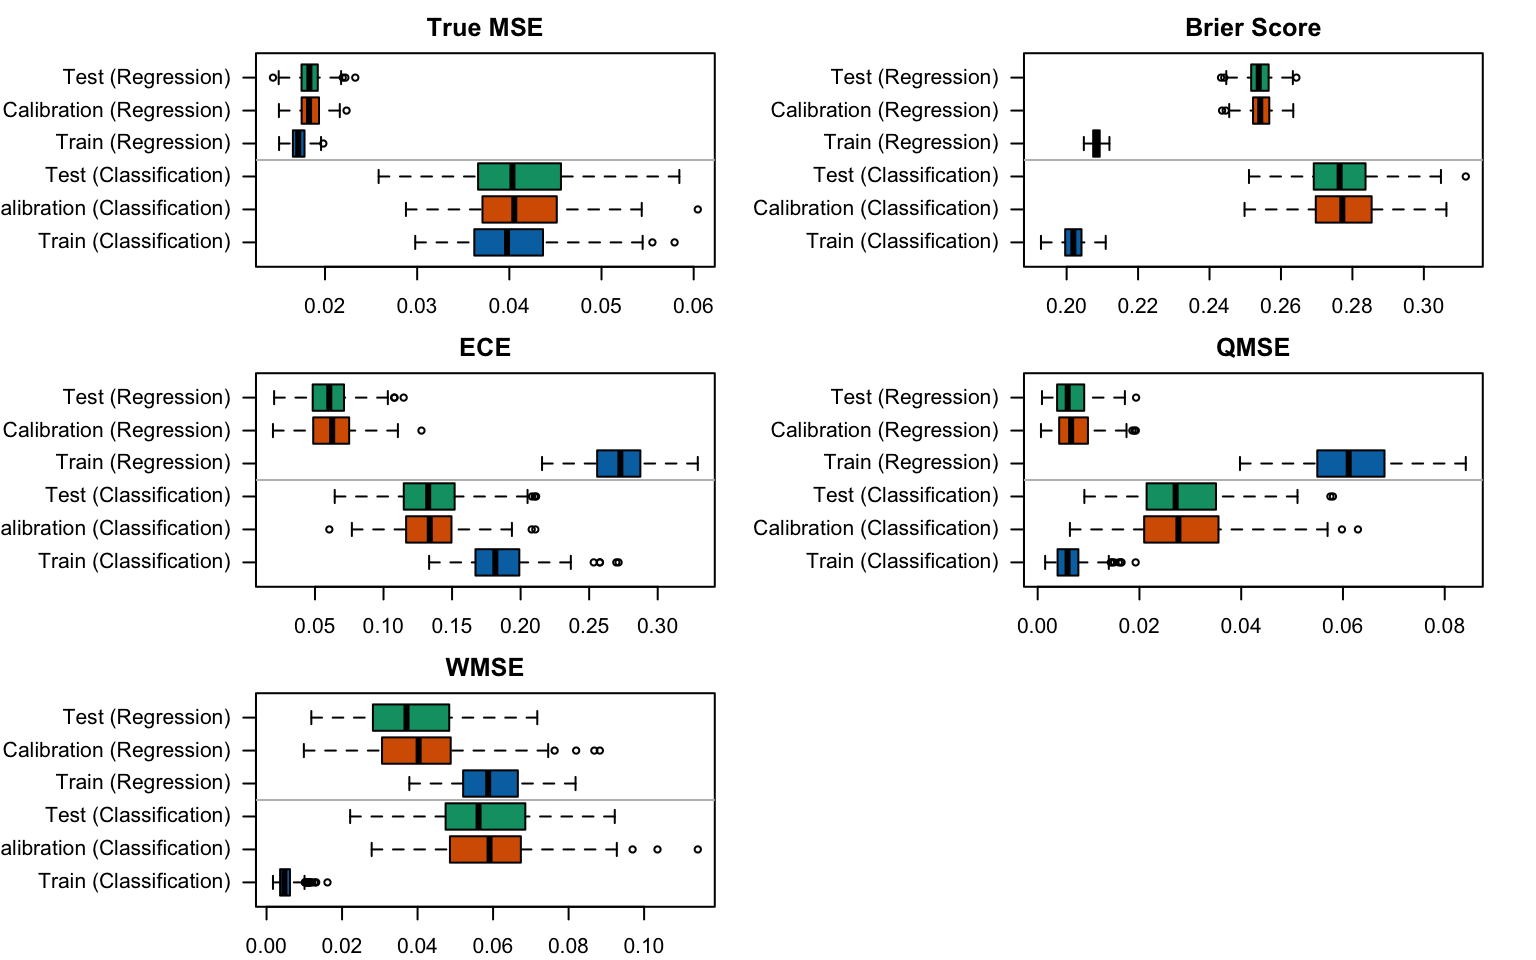 True MSE
Test (Regression)
Calibration (Regression)
Train (Regression)
Test (Classification)
alibration (Classification)
Train (Classification)
0.02 0.03 0.04 0.05 0.06
Brier Score
Test (Regression)
Calibration (Regression)
Train (Regression)
Test (Classification)
Calibration (Classification)
Train (Classification)
0.20 0.22 0.24 0.26 0.28 0.30
ECE
Test (Regression)
Calibration (Regression)
Train (Regression)
Test (Classification)
alibration (Classification)
Train (Classification)
0.05 0.10 0.15 0.20 0.25 0.30
QMSE
Test (Regression)
Calibration (Regression)
Train (Regression)
Test (Classification)
Calibration (Classification)
Train (Classification)
0.00 0.02 0.04 0.06 0.08
WMSE
Test (Regression)
Calibration (Regression)
Train (Regression)
Test (Classification)
alibration (Classification)
Train (Classification)
0.00 0.02 0.04 0.06 0.08 0.10